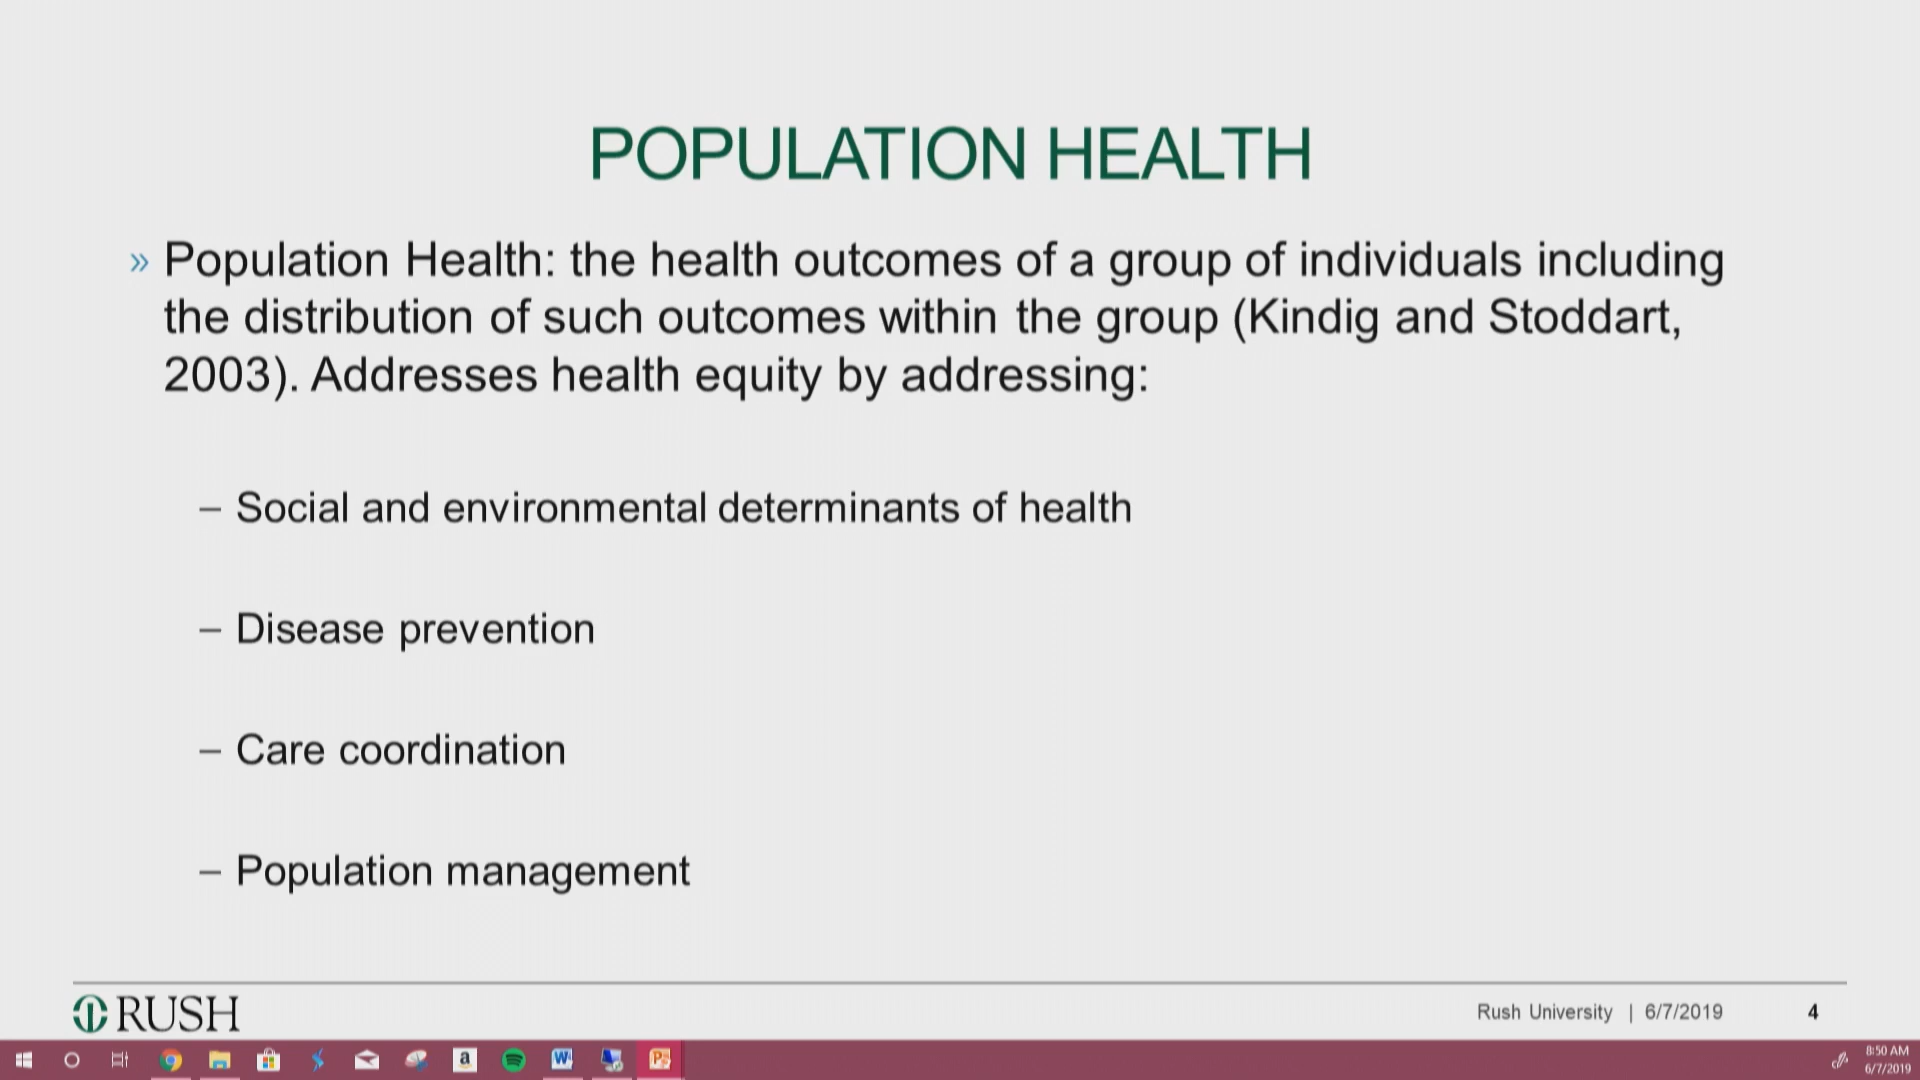 POPULATION HEALTH
» Population Health: the health outcomes of a group of individuals including
the distribution of such outcomes within the group (Kindig and Stoddart,
2003). Addresses health equity by addressing:
– Social and environmental determinants of health
– Disease prevention
– Care coordination
– Population management
RUSH
Rush University | 6/7/2019 4
8:50 AM
6/7/2019